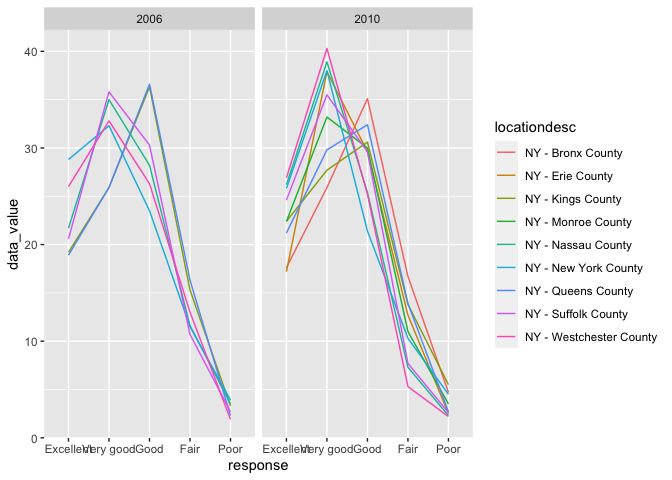 2006 2010
40
30
20
10
0
data_value
Excellent Very good Good Fair Poor Excellent Very good Good Fair Poor
response
locationdesc
NY - Bronx County
NY - Erie County
NY - Kings County
NY - Monroe County
NY - Nassau County
NY - New York County
NY - Queens County
NY - Suffolk County
NY - Westchester County